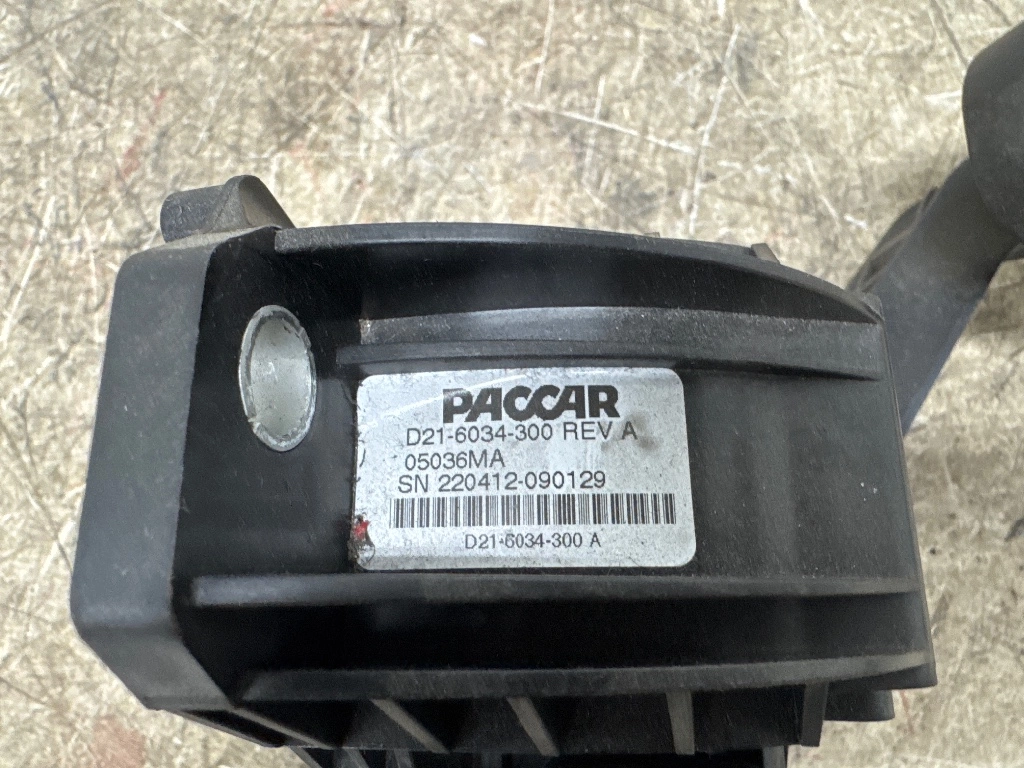 PACCAR
D21-6034-300 REV A
05036MA
SN 220412-090129
D21-6034-300 A